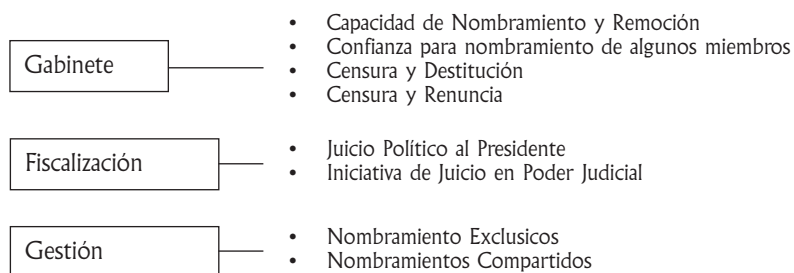 Gabinete
• Capacidad de Nombramiento y Remoción
• Confianza para nombramiento de algunos miembros
• Censura y Destitución
• Censura y Renuncia
Fiscalización
• Juicio Político al Presidente
• Iniciativa de Juicio en Poder Judicial
Gestión
• Nombramiento Exclusicos
• Nombramientos Compartidos